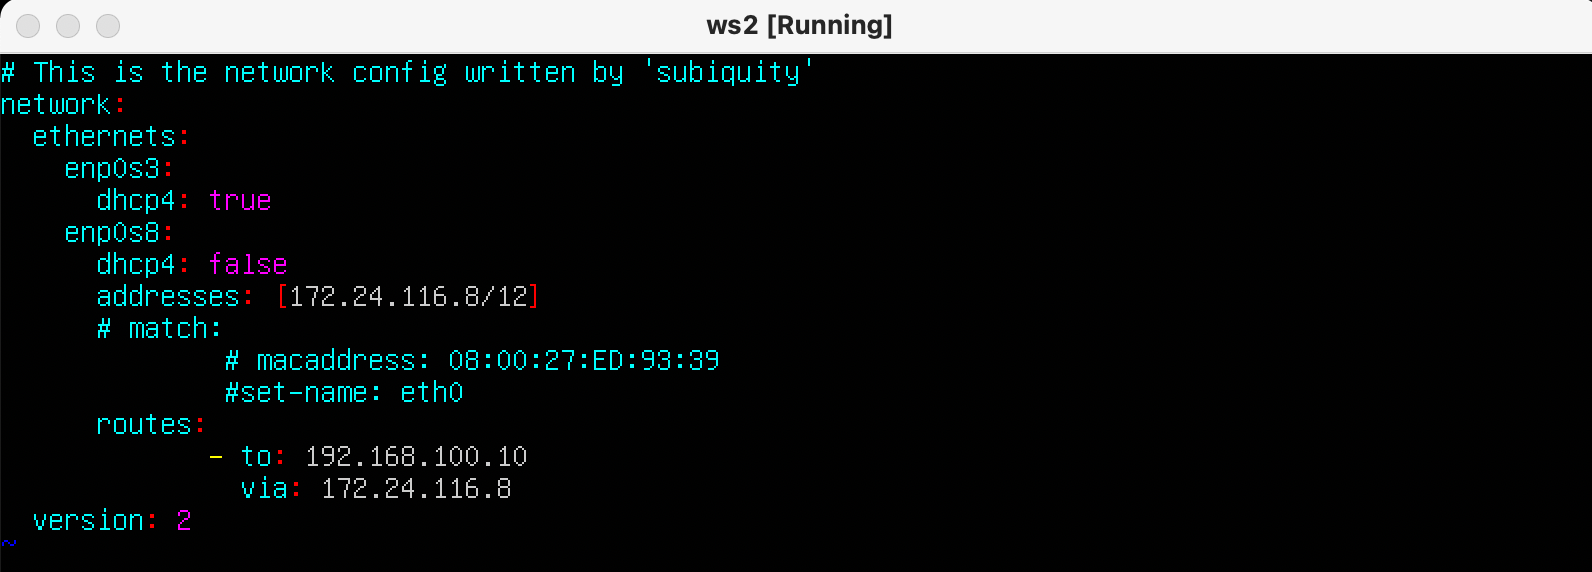 ws2 [Running]
# This is the network config written by 'subiquity'
network:
  ethernets:
    enp0s3:
      dhcp4: true
    enp0s8:
      dhcp4: false
      addresses: [172.24.116.8/12]
      # match:
              # macaddress: 08:00:27:ED:93:39
              #set-name: eth0
      routes:
             - to: 192.168.100.10
               via: 172.24.116.8
  version: 2
~